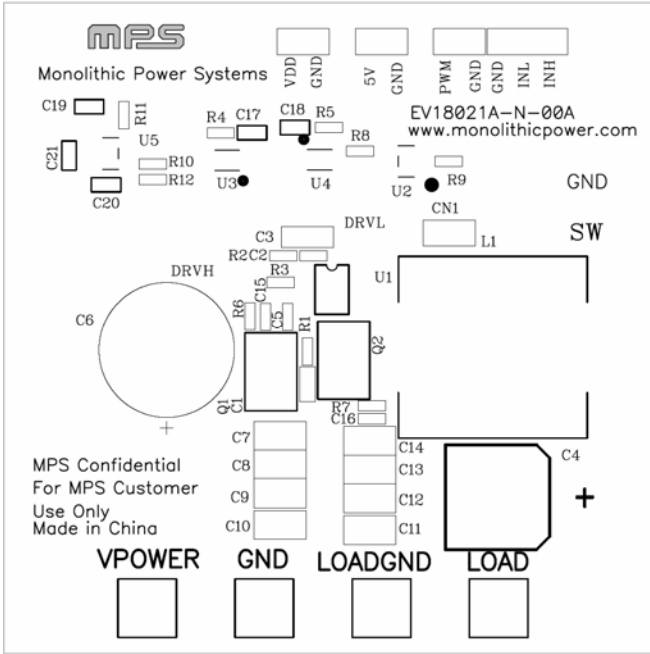 mps
Monolithic Power Systems
VDD
GND
5V
GND
PWM
GND
GND
INL
INH
EV18021A-N-00A
www.monolithicpower.com
C19
R11
R4
C17
C18
R5
U5
R8
C21
R10
R12
U3
U4
U2
R9
C20
GND
CN1
SW
C3
DRVL
L1
R2
C2
DRVH
R3
U1
C6
R6
C15
C5
R1
Q2
Q1
C1
R7
C16
C7
C14
C8
C13
C4
C9
C12
C10
C11
+
+
MPS Confidential
For MPS Customer
Use Only
Made in China
VPOWER
GND
LOADGND
LOAD